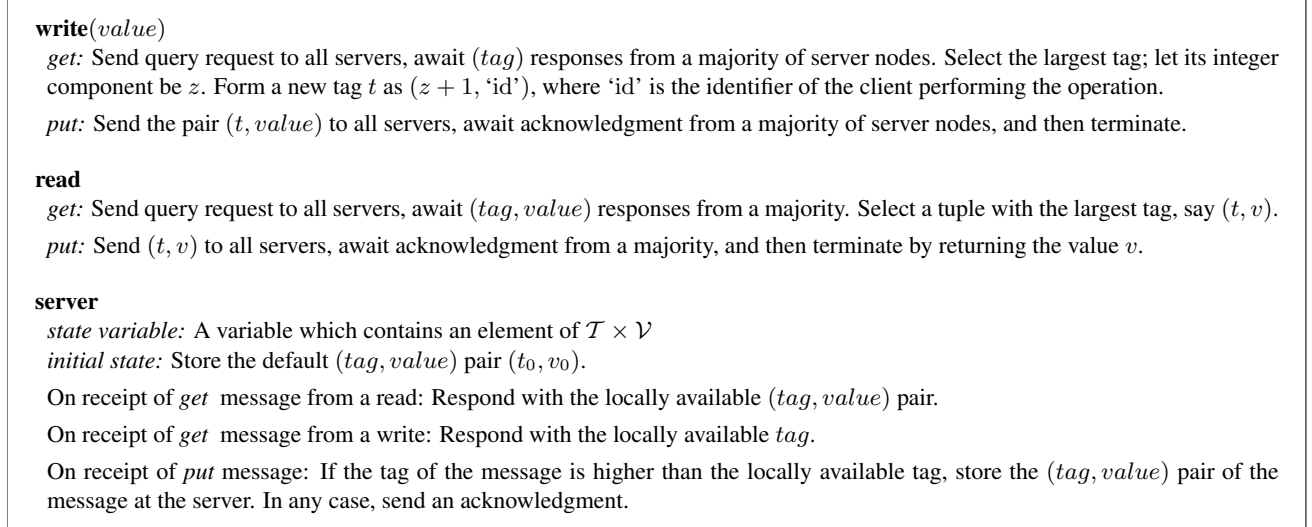 write(value)
get: Send query request to all servers, await (tag) responses from a majority of server nodes. Select the largest tag; let its integer
component be z. Form a new tag t as (z + 1, ‘id’), where ‘id’ is the identifier of the client performing the operation.
put: Send the pair (t, value) to all servers, await acknowledgment from a majority of server nodes, and then terminate.
read
get: Send query request to all servers, await (tag, value) responses from a majority. Select a tuple with the largest tag, say (t, v).
put: Send (t, v) to all servers, await acknowledgment from a majority, and then terminate by returning the value v.
server
state variable: A variable which contains an element of 𝒯 × 𝒱
initial state: Store the default (tag, value) pair (t₀, v₀).
On receipt of get message from a read: Respond with the locally available (tag, value) pair.
On receipt of get message from a write: Respond with the locally available tag.
On receipt of put message: If the tag of the message is higher than the locally available tag, store the (tag, value) pair of the
message at the server. In any case, send an acknowledgment.